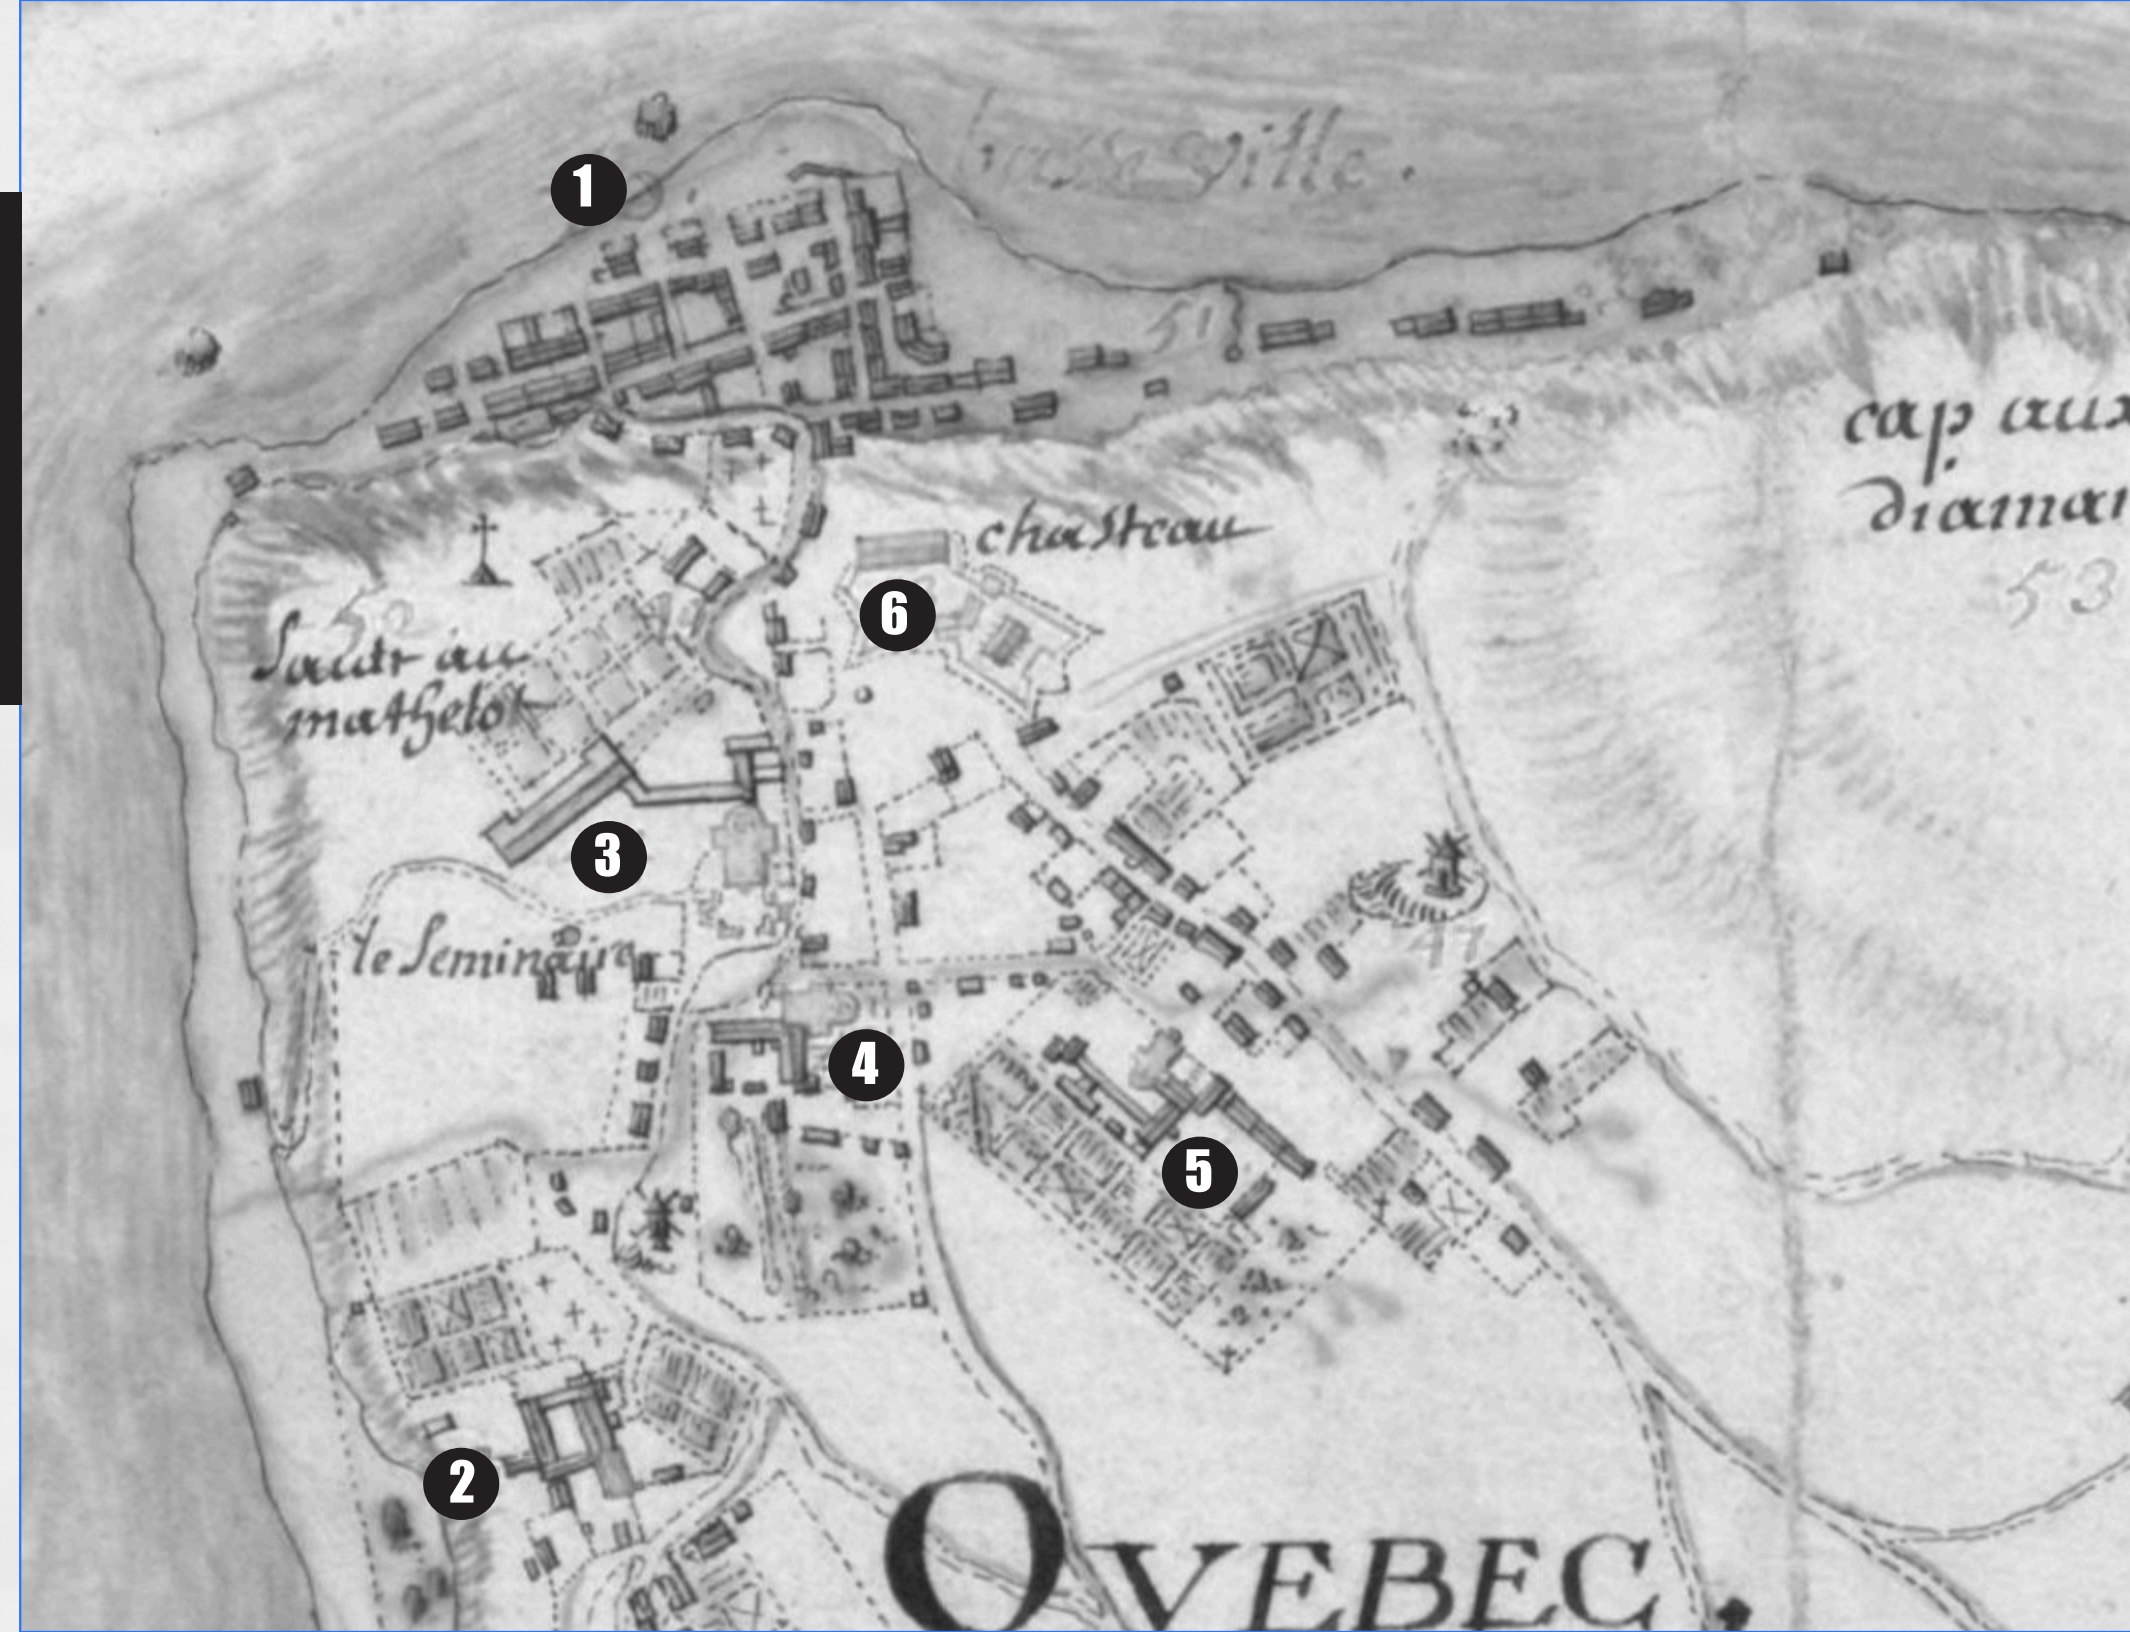 1
basse Ville.
51
cap aux
diaman
53
chasteau
6
52
Sault au
mathelot
3
le Seminaire
47
4
5
2
QVEBEC.